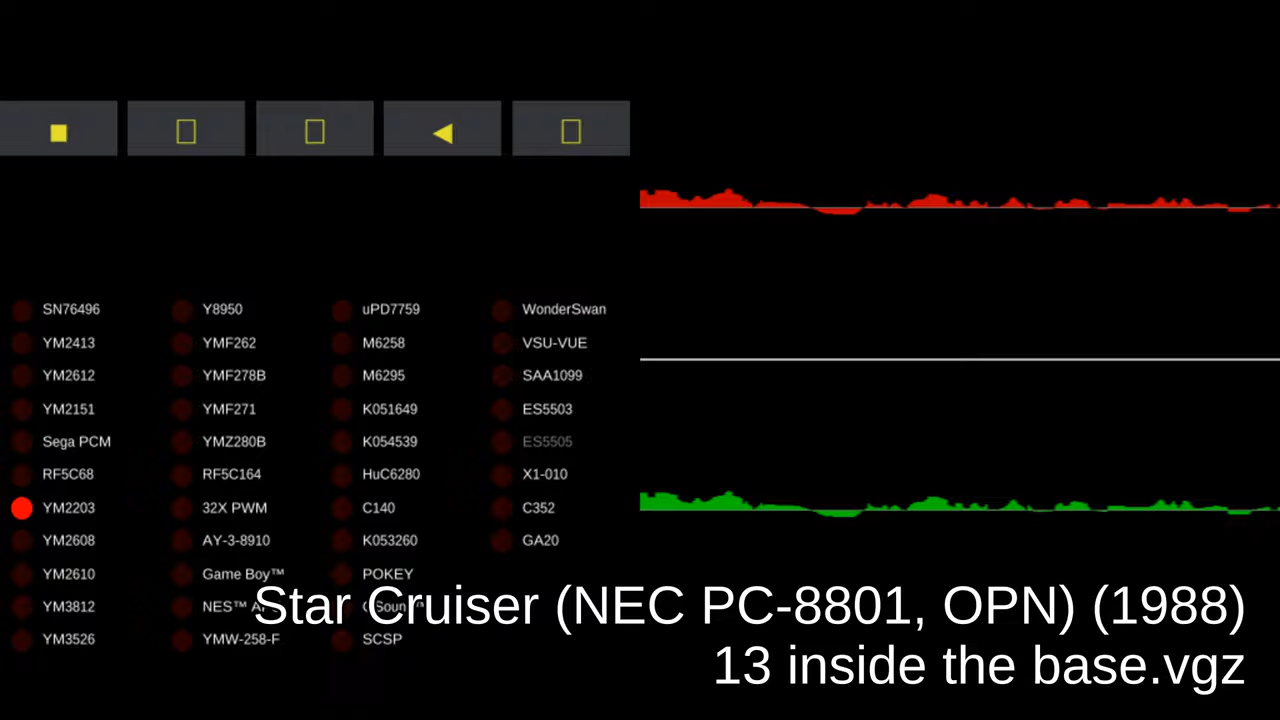 SN76496 Y8950 uPD7759 WonderSwan
YM2413 YMF262 M6258 VSU-VUE
YM2612 YMF278B M6295 SAA1099
YM2151 YMF271 K051649 ES5503
Sega PCM YMZ280B K054539 ES5505
RF5C68 RF5C164 HuC6280 X1-010
YM2203 32X PWM C140 C352
YM2608 AY-3-8910 K053260 GA20
YM2610 Game Boy™ POKEY
YM3812 NES™
YM3526 YMW-258-F SCSP
Star Cruiser (NEC PC-8801, OPN) (1988)
13 inside the base.vgz